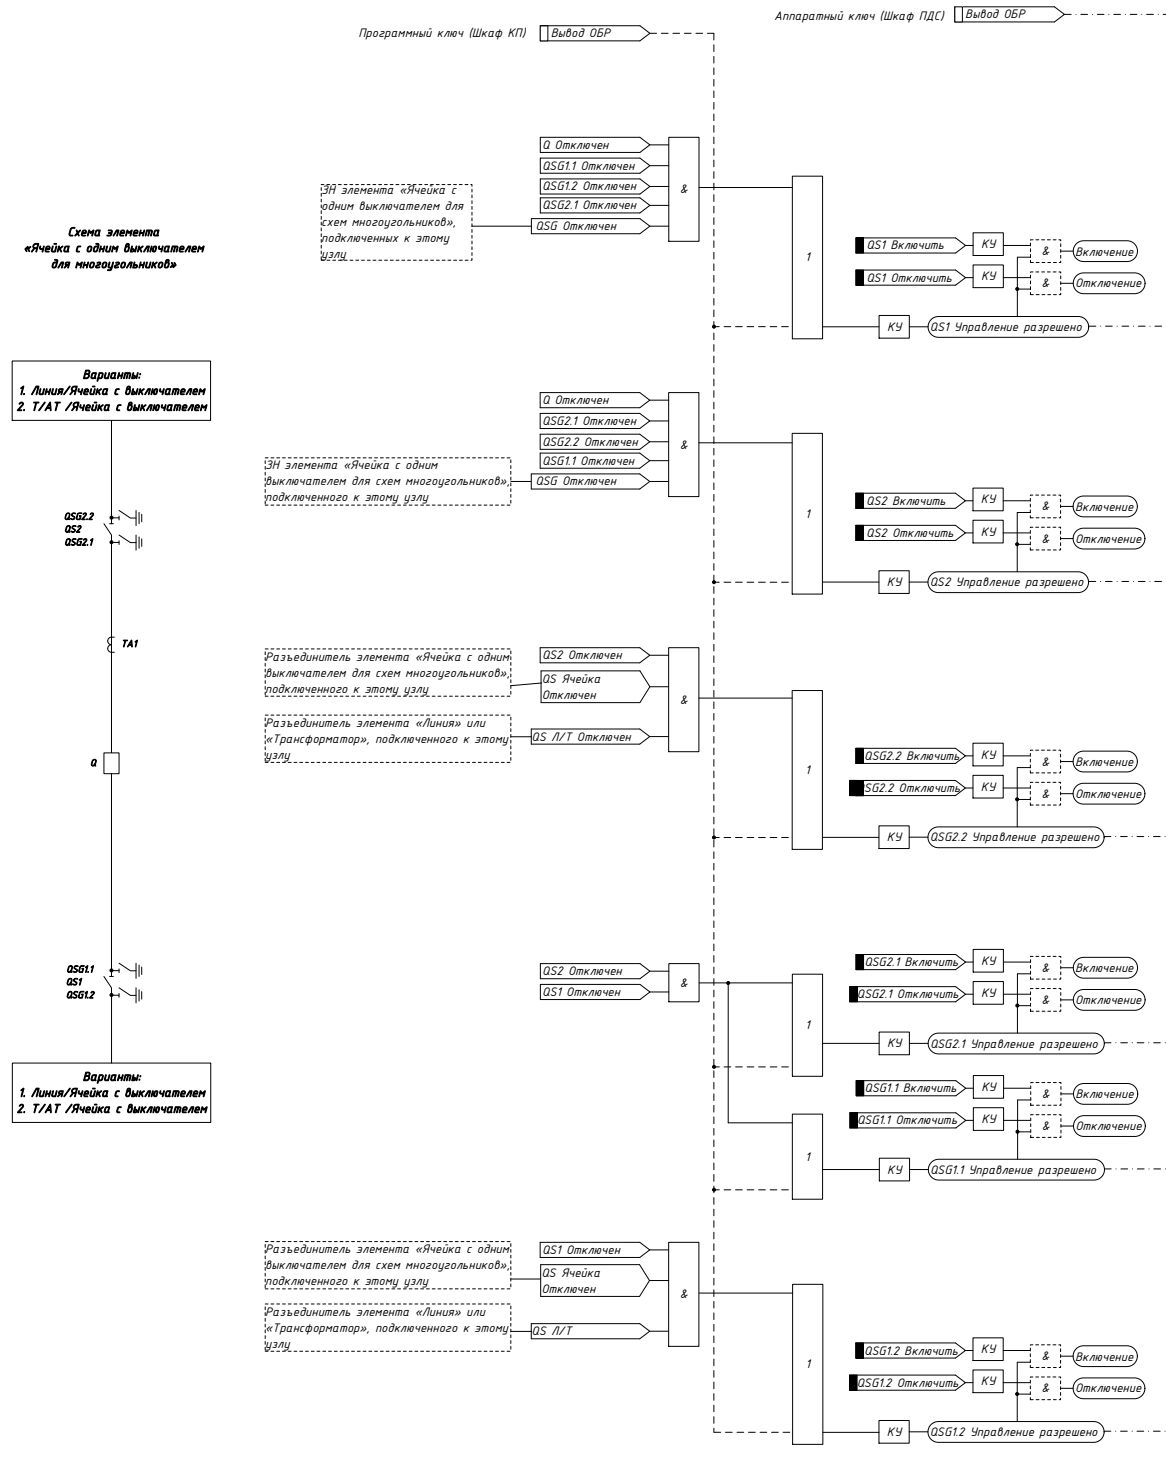 Аппаратный ключ (Шкаф ПДС)
Вывод ОБР
Программный ключ (Шкаф КП)
Вывод ОБР
Схема элемента
«Ячейка с одним выключателем
для многоугольников»
Варианты:
1. Линия/Ячейка с выключателем
2. Т/АТ /Ячейка с выключателем
QSG2.2
QS2
QSG2.1
TA1
Q
QSG1.1
QS1
QSG1.2
Варианты:
1. Линия/Ячейка с выключателем
2. Т/АТ /Ячейка с выключателем
ЗН элемента «Ячейка с
одним выключателем для
схем многоугольников»,
подключенных к этому
узлу
Q Отключен
QSG1.1 Отключен
QSG1.2 Отключен
QSG2.1 Отключен
QSG Отключен
&
1
QS1 Включить
КУ
&
Включение
QS1 Отключить
КУ
&
Отключение
КУ
QS1 Управление разрешено
ЗН элемента «Ячейка с одним
выключателем для схем многоугольников»,
подключенного к этому узлу
Q Отключен
QSG2.1 Отключен
QSG2.2 Отключен
QSG1.1 Отключен
QSG Отключен
&
1
QS2 Включить
КУ
&
Включение
QS2 Отключить
КУ
&
Отключение
КУ
QS2 Управление разрешено
Разъединитель элемента «Ячейка с одним
выключателем для схем многоугольников»,
подключенного к этому узлу
Разъединитель элемента «Линия» или
«Трансформатор», подключенного к этому
узлу
QS2 Отключен
QS Ячейка
Отключен
QS Л/Т Отключен
&
1
QSG2.2 Включить
КУ
&
Включение
SG2.2 Отключить
КУ
&
Отключение
КУ
QSG2.2 Управление разрешено
QS2 Отключен
QS1 Отключен
&
1
QSG2.1 Включить
КУ
&
Включение
QSG2.1 Отключить
КУ
&
Отключение
КУ
QSG2.1 Управление разрешено
1
QSG1.1 Включить
КУ
&
Включение
QSG1.1 Отключить
КУ
&
Отключение
КУ
QSG1.1 Управление разрешено
Разъединитель элемента «Ячейка с одним
выключателем для схем многоугольников»,
подключенного к этому узлу
Разъединитель элемента «Линия» или
«Трансформатор», подключенного к этому
узлу
QS1 Отключен
QS Ячейка
Отключен
QS Л/Т
&
1
QSG1.2 Включить
КУ
&
Включение
QSG1.2 Отключить
КУ
&
Отключение
КУ
QSG1.2 Управление разрешено